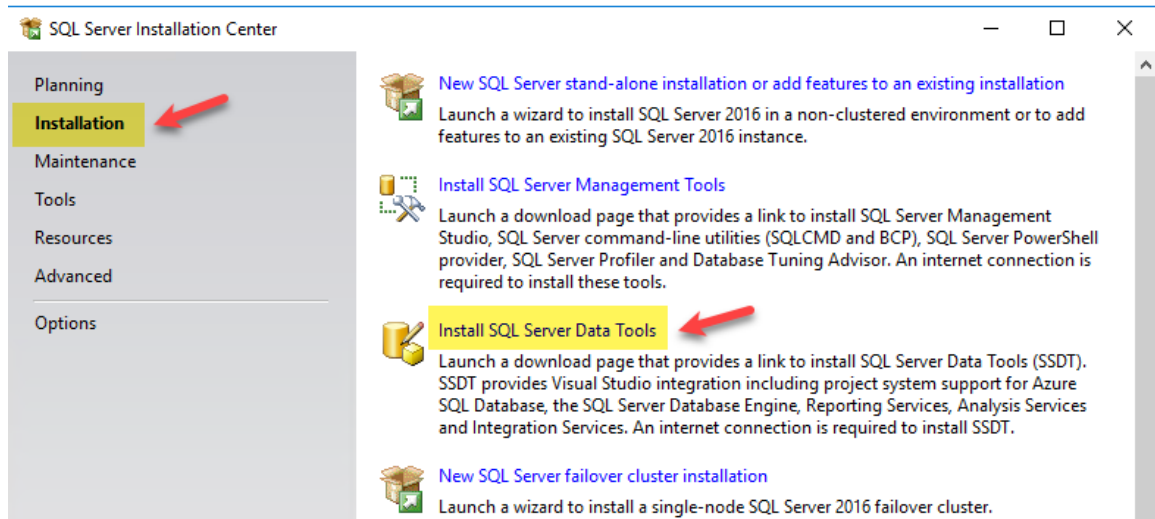 SQL Server Installation Center
Planning
Installation
Maintenance
Tools
Resources
Advanced
Options
New SQL Server stand-alone installation or add features to an existing installation
Launch a wizard to install SQL Server 2016 in a non-clustered environment or to add
features to an existing SQL Server 2016 instance.
Install SQL Server Management Tools
Launch a download page that provides a link to install SQL Server Management
Studio, SQL Server command-line utilities (SQLCMD and BCP), SQL Server PowerShell
provider, SQL Server Profiler and Database Tuning Advisor. An internet connection is
required to install these tools.
Install SQL Server Data Tools
Launch a download page that provides a link to install SQL Server Data Tools (SSDT).
SSDT provides Visual Studio integration including project system support for Azure
SQL Database, the SQL Server Database Engine, Reporting Services, Analysis Services
and Integration Services. An internet connection is required to install SSDT.
New SQL Server failover cluster installation
Launch a wizard to install a single-node SQL Server 2016 failover cluster.